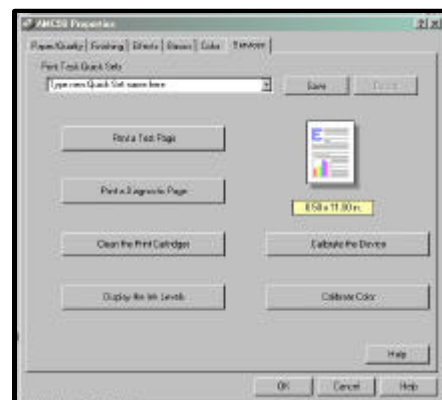 Properties
Paper/Quality Finishing Effects Basics Color Services
Print Task Quick Sets
Type new Quick Set name here
Save
Print a Test Page
Print a Diagnostic Page
8.50 x 11.00 in.
Clean the Print Cartridges Calibrate the Device
Display the Ink Levels Calibrate Color
Help
OK Cancel Help